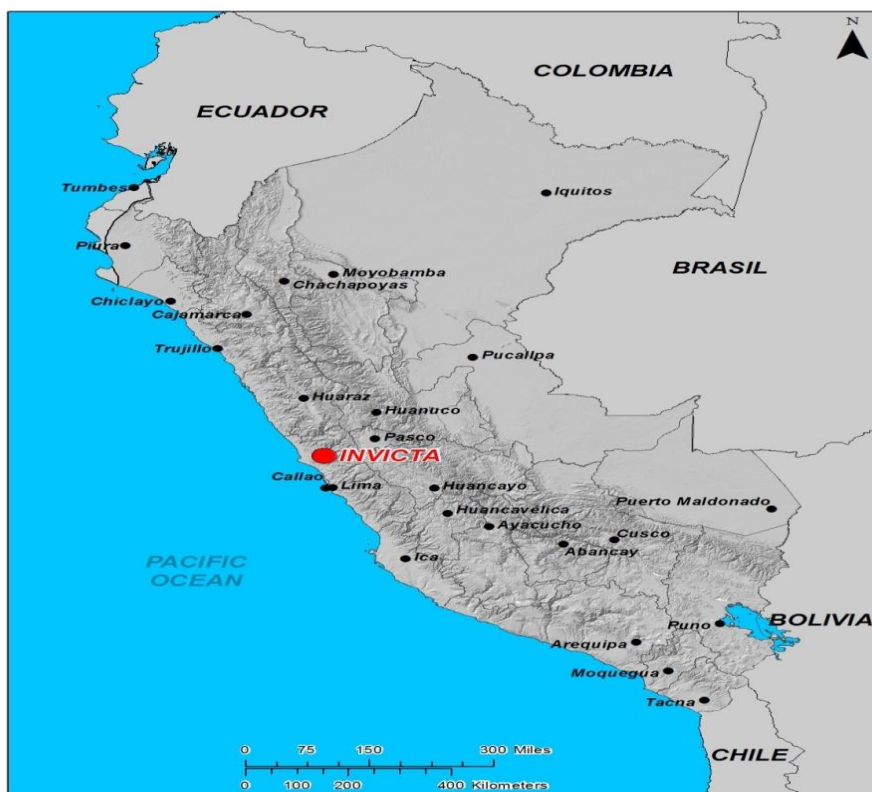 N
COLOMBIA
ECUADOR
Tumbes
Iquitos
Piura
BRASIL
Moyobamba
Chachapoyas
Chiclayo
Cajamarca
Trujillo
Pucallpa
Huaraz
Huanuco
Pasco
INVICTA
Callao
Lima
Huancayo
Puerto Maldonado
Huancavelica
Ayacucho
Cusco
Abancay
PACIFIC
OCEAN
Ica
BOLIVIA
Puno
Arequipa
Moquegua
Tacna
CHILE
0 75 150 300 Miles
0 100 200 400 Kilometers